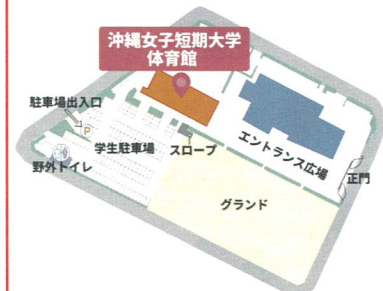 沖縄女子短期大学
体育館
駐車場出入口
P
学生駐車場
スロープ
エントランス広場
野外トイレ
グランド
正門